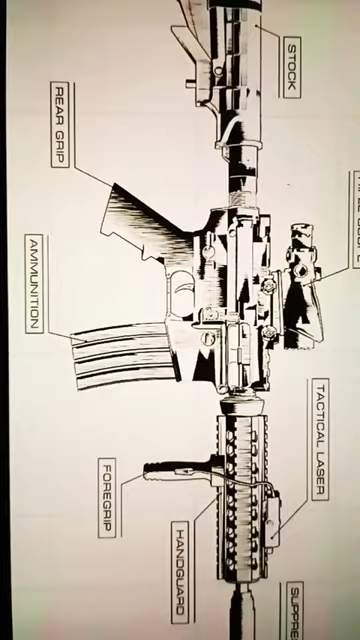 STOCK
REAR GRIP
AMMUNITION
TACTICAL LASER
FOREGRIP
HANDGUARD